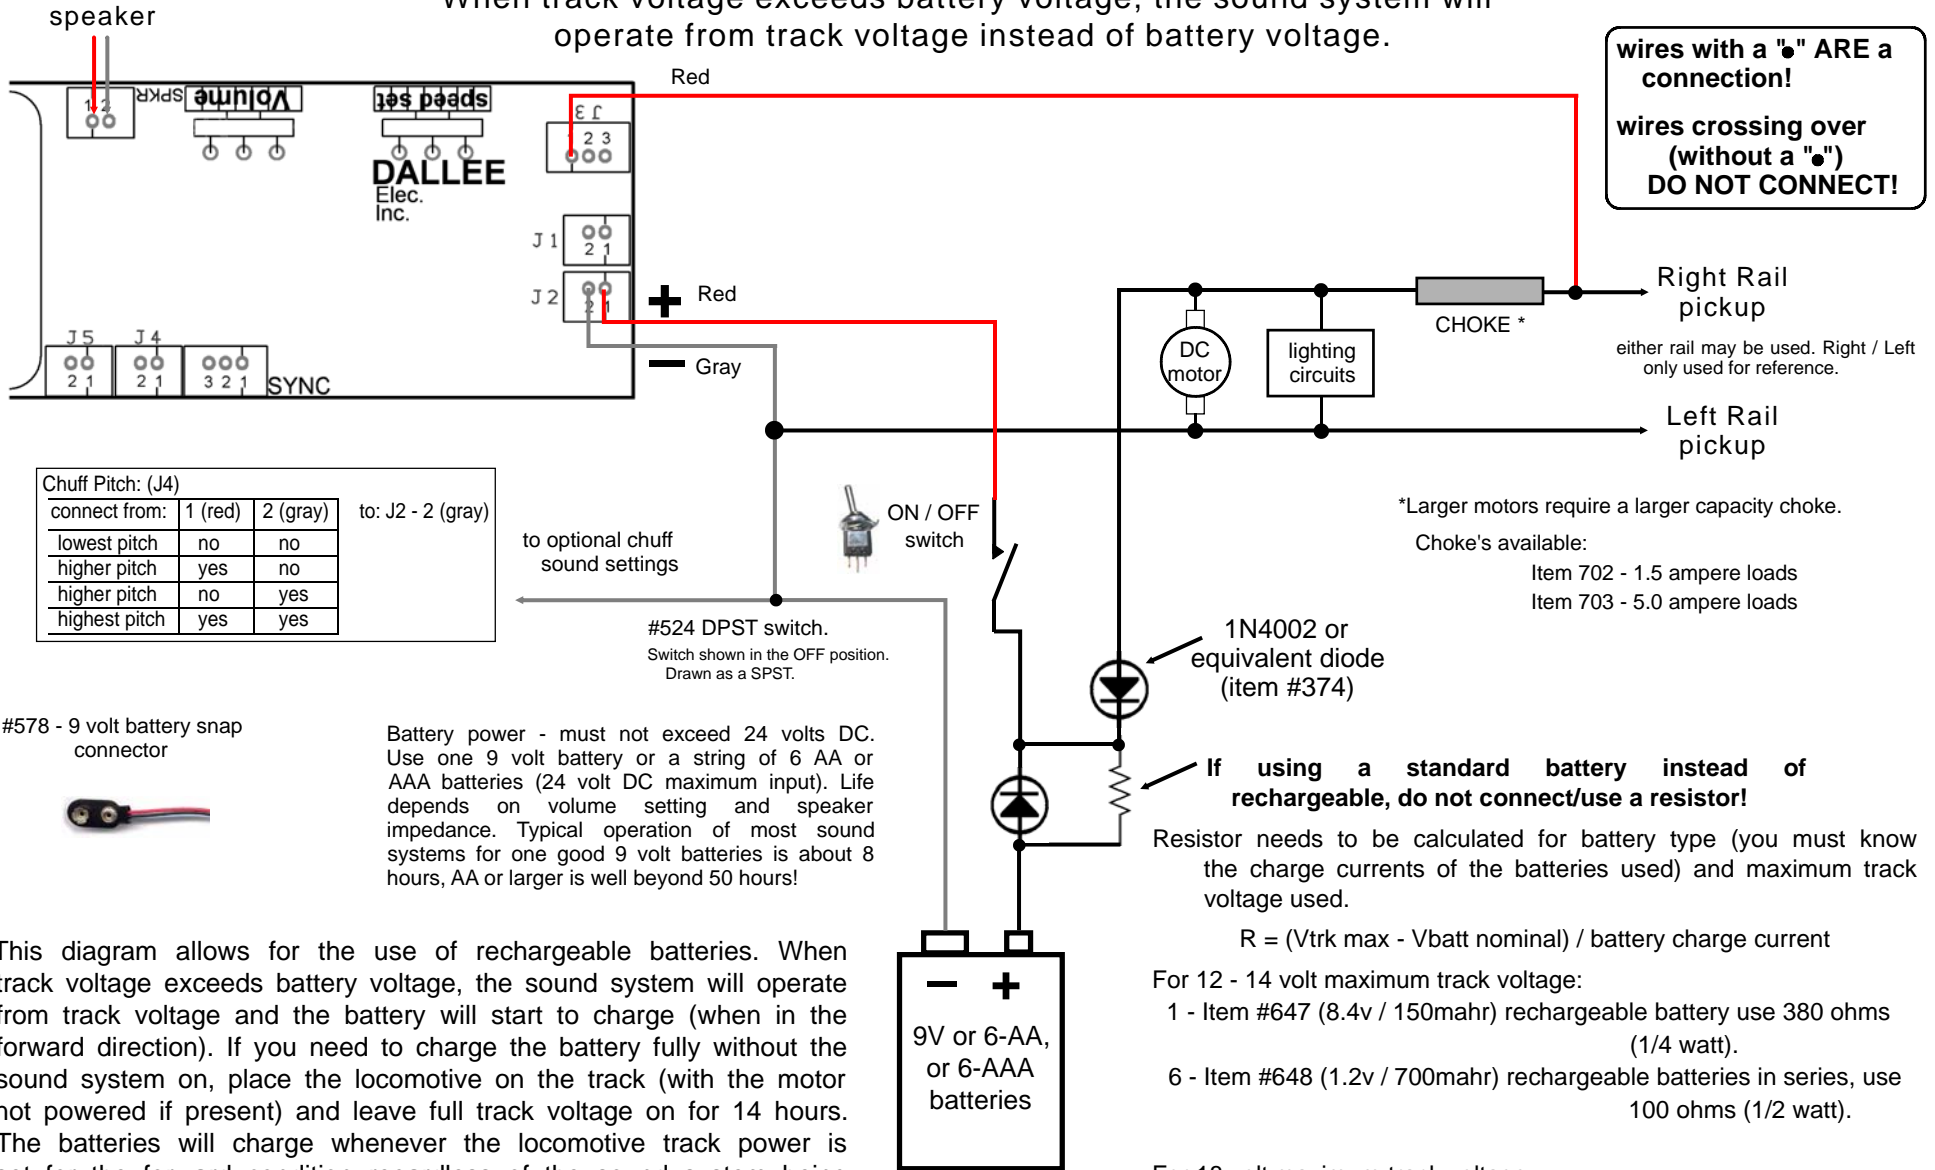 When track voltage exceeds battery voltage, the sound system will
operate from track voltage instead of battery voltage.
speaker
wires with a "●" ARE a
connection!
wires crossing over
(without a "●")
DO NOT CONNECT!
Red
1 2
SPKR
Volume
speed set
J 3
1 2 3
DALLEE
Elec.
Inc.
J 1
2 1
J 2
2 1
+ Red
− Gray
J 5
2 1
J 4
2 1
3 2 1
SYNC
Right Rail
pickup
CHOKE *
DC
motor
lighting
circuits
either rail may be used. Right / Left
only used for reference.
Left Rail
pickup
Chuff Pitch: (J4)
connect from: 1 (red) 2 (gray) to: J2 - 2 (gray)
lowest pitch no no
higher pitch yes no
higher pitch no yes
highest pitch yes yes
to optional chuff
sound settings
ON / OFF
switch
*Larger motors require a larger capacity choke.
Choke's available:
Item 702 - 1.5 ampere loads
Item 703 - 5.0 ampere loads
#524 DPST switch.
Switch shown in the OFF position.
Drawn as a SPST.
1N4002 or
equivalent diode
(item #374)
#578 - 9 volt battery snap
connector
Battery power - must not exceed 24 volts DC.
Use one 9 volt battery or a string of 6 AA or
AAA batteries (24 volt DC maximum input). Life
depends on volume setting and speaker
impedance. Typical operation of most sound
systems for one good 9 volt batteries is about 8
hours, AA or larger is well beyond 50 hours!
If using a standard battery instead of
rechargeable, do not connect/use a resistor!
Resistor needs to be calculated for battery type (you must know
the charge currents of the batteries used) and maximum track
voltage used.
R = (Vtrk max - Vbatt nominal) / battery charge current
For 12 - 14 volt maximum track voltage:
1 - Item #647 (8.4v / 150mahr) rechargeable battery use 380 ohms
(1/4 watt).
6 - Item #648 (1.2v / 700mahr) rechargeable batteries in series, use
100 ohms (1/2 watt).
This diagram allows for the use of rechargeable batteries. When
track voltage exceeds battery voltage, the sound system will operate
from track voltage and the battery will start to charge (when in the
forward direction). If you need to charge the battery fully without the
sound system on, place the locomotive on the track (with the motor
not powered if present) and leave full track voltage on for 14 hours.
The batteries will charge whenever the locomotive track power is
− +
9V or 6-AA,
or 6-AAA
batteries